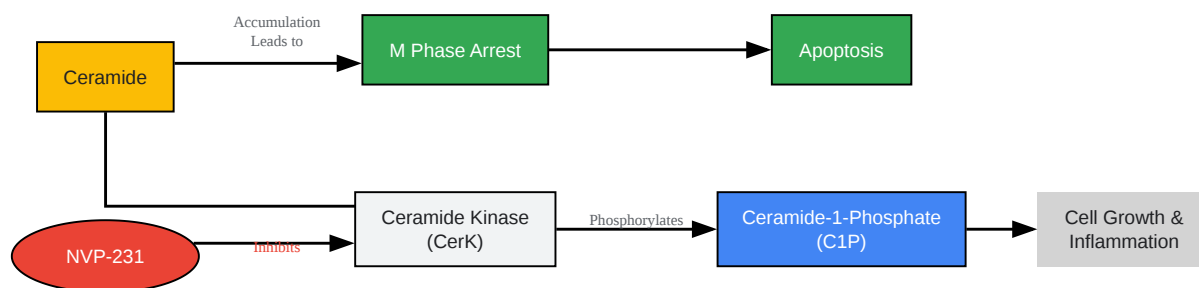 Accumulation
Leads to
Ceramide
M Phase Arrest
Apoptosis
Ceramide Kinase
(CerK)
Phosphorylates
Ceramide-1-Phosphate
(C1P)
Cell Growth &
Inflammation
NVP-231
Inhibits